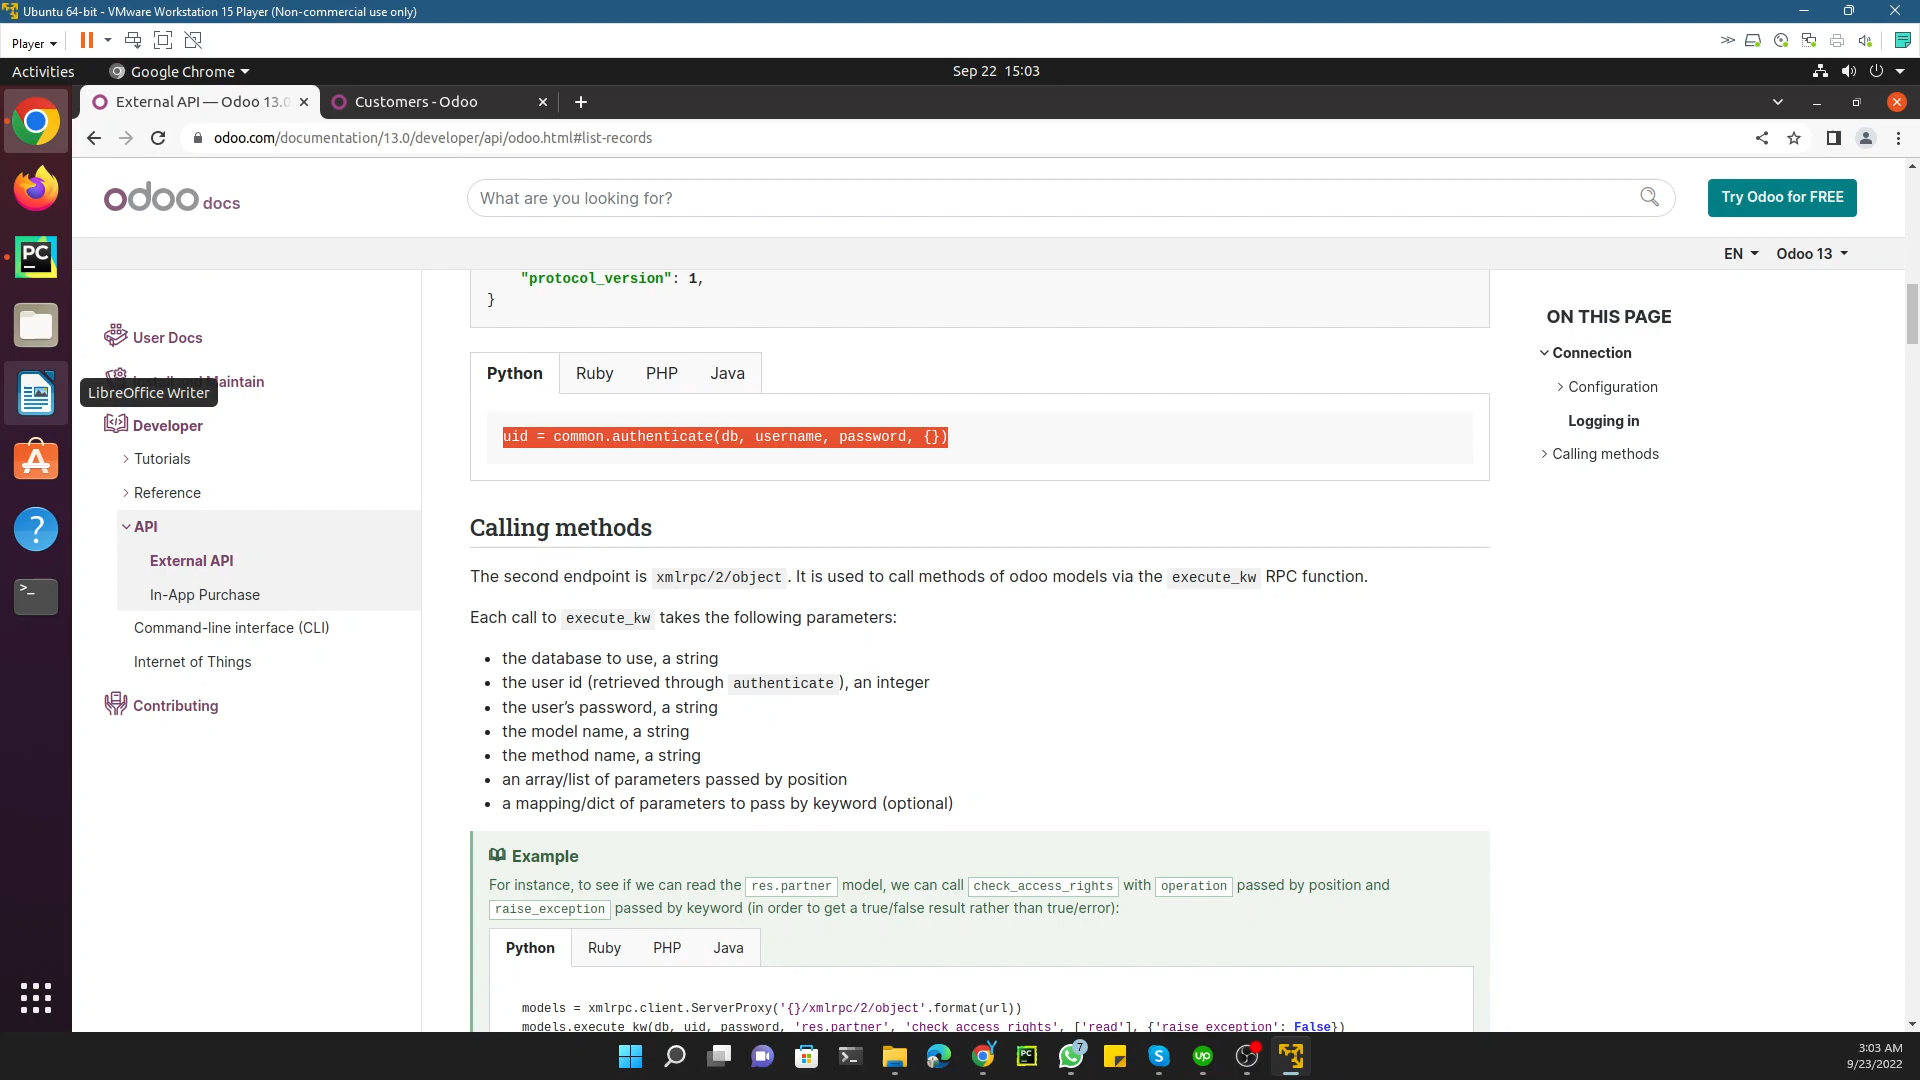 Ubuntu 64-bit - VMware Workstation 15 Player (Non-commercial use only)
Player
Activities
Google Chrome
Sep 22 15:03
External API — Odoo 13.0
Customers - Odoo
odoo.com/documentation/13.0/developer/api/odoo.html#list-records
odoo docs
What are you looking for?
Try Odoo for FREE
EN
Odoo 13
"protocol_version": 1,
}
User Docs
Install and Maintain
LibreOffice Writer
Developer
Tutorials
Reference
API
External API
In-App Purchase
Command-line interface (CLI)
Internet of Things
Contributing
Python Ruby PHP Java
uid = common.authenticate(db, username, password, {})
Calling methods
The second endpoint is xmlrpc/2/object. It is used to call methods of odoo models via the execute_kw RPC function.
Each call to execute_kw takes the following parameters:
the database to use, a string
the user id (retrieved through authenticate), an integer
the user’s password, a string
the model name, a string
the method name, a string
an array/list of parameters passed by position
a mapping/dict of parameters to pass by keyword (optional)
Example
For instance, to see if we can read the res.partner model, we can call check_access_rights with operation passed by position and
raise_exception passed by keyword (in order to get a true/false result rather than true/error):
Python Ruby PHP Java
models = xmlrpc.client.ServerProxy('{}/xmlrpc/2/object'.format(url))
models.execute_kw(db, uid, password, 'res.partner', 'check_access_rights', ['read'], {'raise_exception': False})
ON THIS PAGE
Connection
Configuration
Logging in
Calling methods
PC
PC
7
up
3:03 AM
9/23/2022